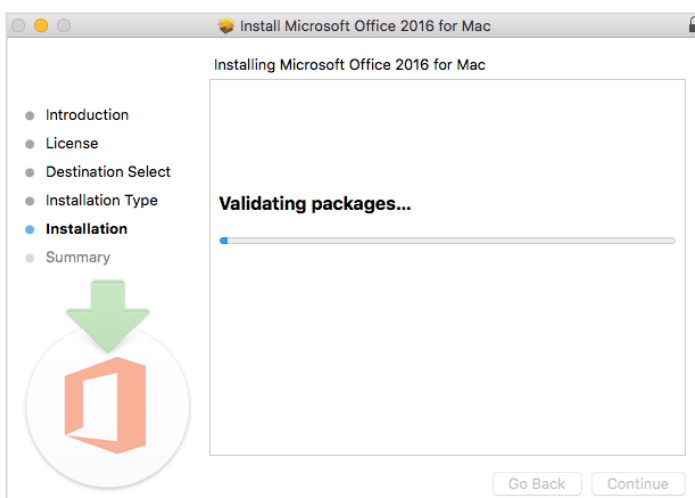 Install Microsoft Office 2016 for Mac
Installing Microsoft Office 2016 for Mac
Introduction
License
Destination Select
Installation Type
Installation
Summary
Validating packages...
Go Back
Continue